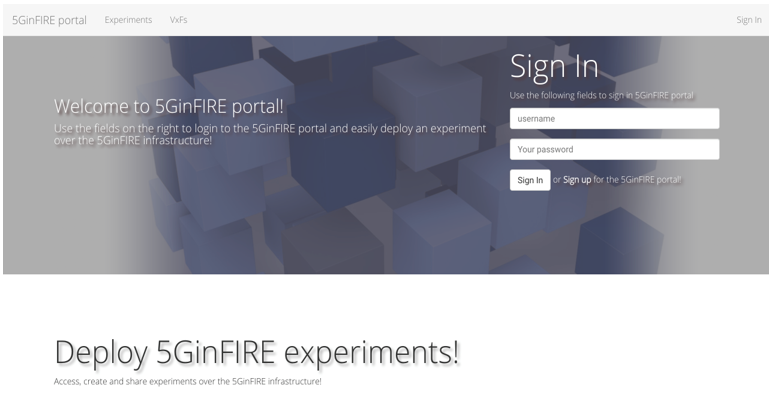 5GinFIRE portal Experiments VxFs Sign In
Welcome to 5GinFIRE portal!
Use the fields on the right to login to the 5GinFIRE portal and easily deploy an experiment
over the 5GinFIRE infrastructure!
Sign In
Use the following fields to sign in 5GinFIRE portal
username
Your password
Sign In or Sign up for the 5GinFIRE portal!
Deploy 5GinFIRE experiments!
Access, create and share experiments over the 5GinFIRE infrastructure!